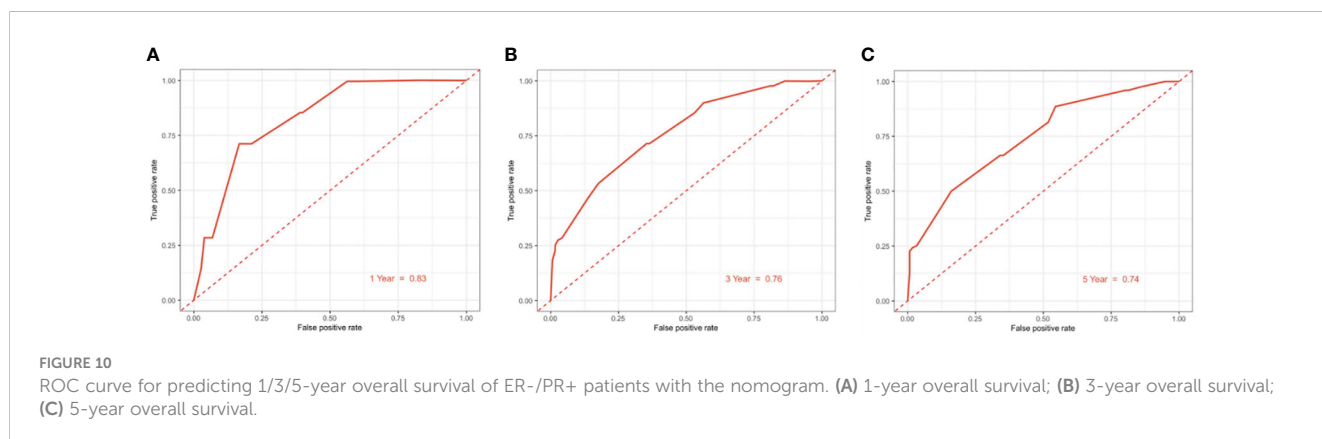 A
B
C
1.00
0.75
0.50
0.25
0.00
True positive rate
1 Year = 0.83
0.00
0.25
0.50
0.75
1.00
False positive rate
1.00
0.75
0.50
0.25
0.00
True positive rate
3 Year = 0.76
0.00
0.25
0.50
0.75
1.00
False positive rate
1.00
0.75
0.50
0.25
0.00
True positive rate
5 Year = 0.74
0.00
0.25
0.50
0.75
1.00
False positive rate
FIGURE 10
ROC curve for predicting 1/3/5-year overall survival of ER-/PR+ patients with the nomogram. (A) 1-year overall survival; (B) 3-year overall survival;
(C) 5-year overall survival.